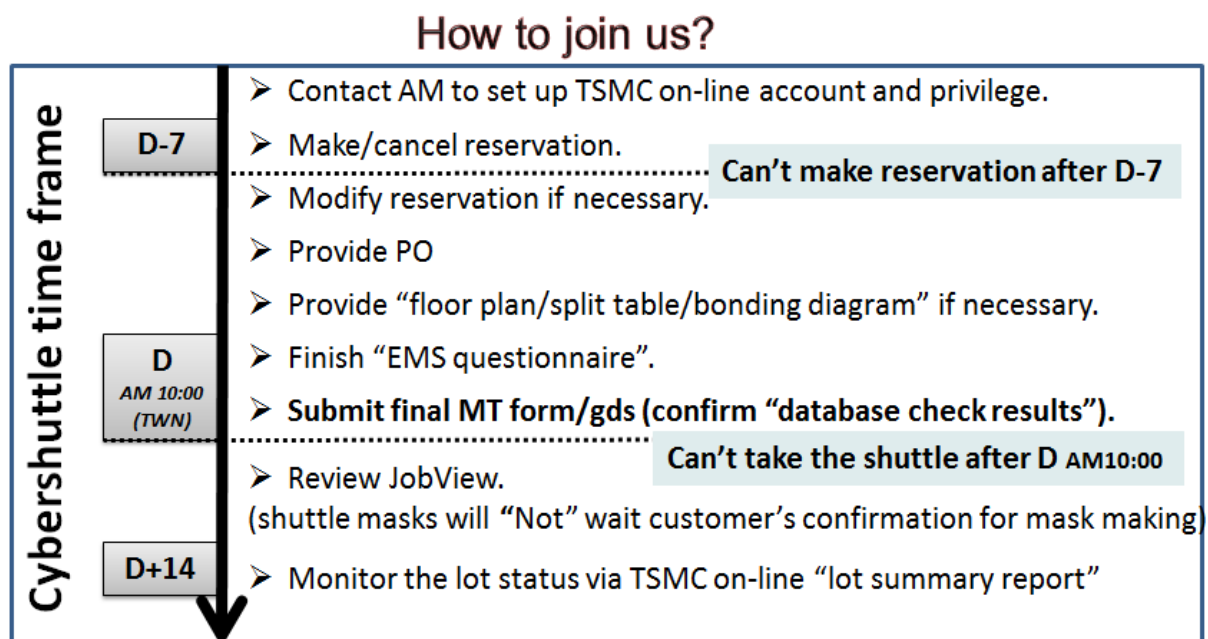 How to join us?
Cybershuttle time frame
➢ Contact AM to set up TSMC on-line account and privilege.
D-7
➢ Make/cancel reservation.
Can't make reservation after D-7
➢ Modify reservation if necessary.
➢ Provide PO
➢ Provide “floor plan/split table/bonding diagram” if necessary.
D
AM 10:00
(TWN)
➢ Finish “EMS questionnaire”.
➢ Submit final MT form/gds (confirm “database check results”).
Can't take the shuttle after D AM10:00
➢ Review JobView.
(shuttle masks will “Not” wait customer's confirmation for mask making)
D+14
➢ Monitor the lot status via TSMC on-line “lot summary report”